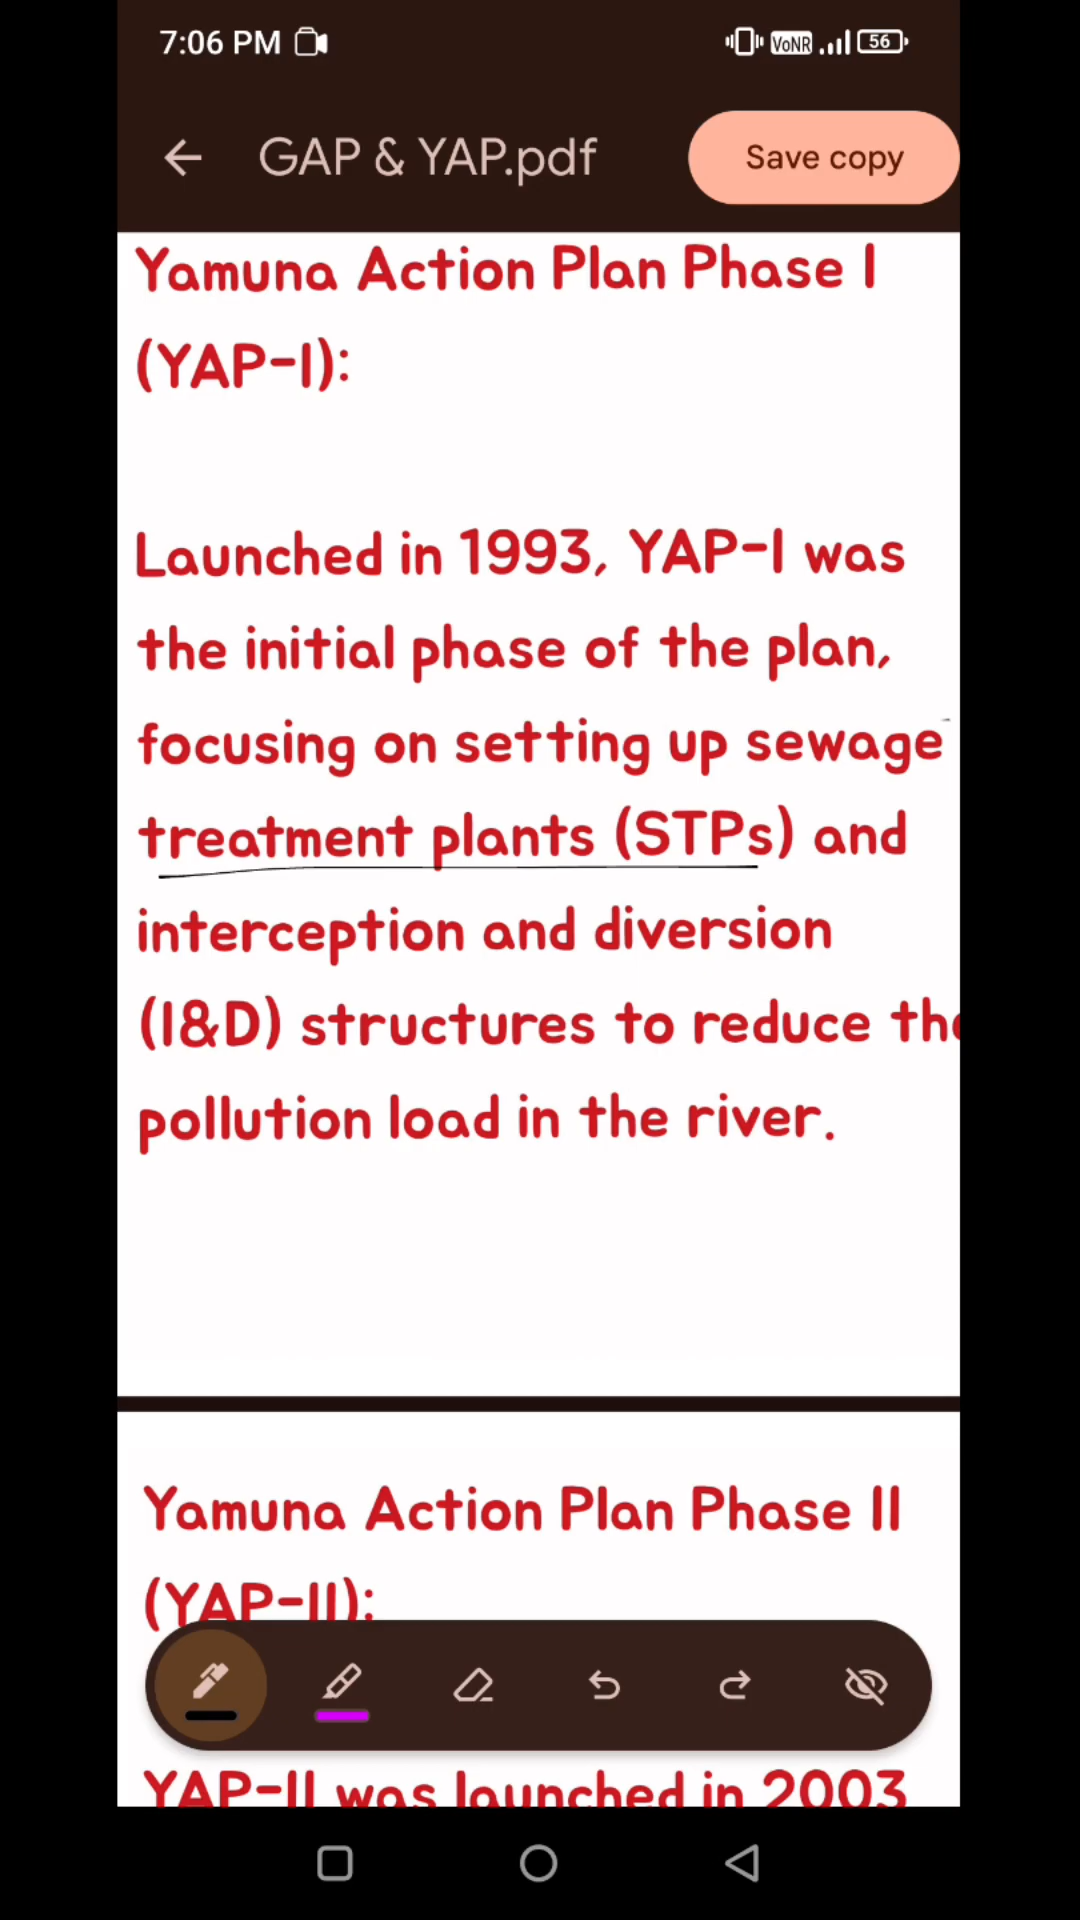 7:06 PM VoNR 56
GAP & YAP.pdf Save copy
Yamuna Action Plan Phase I
(YAP-I):
Launched in 1993, YAP-I was
the initial phase of the plan,
focusing on setting up sewage
treatment plants (STPs) and
interception and diversion
(I&D) structures to reduce the
pollution load in the river.
Yamuna Action Plan Phase II
(YAP-II):
YAP-II was launched in 2003